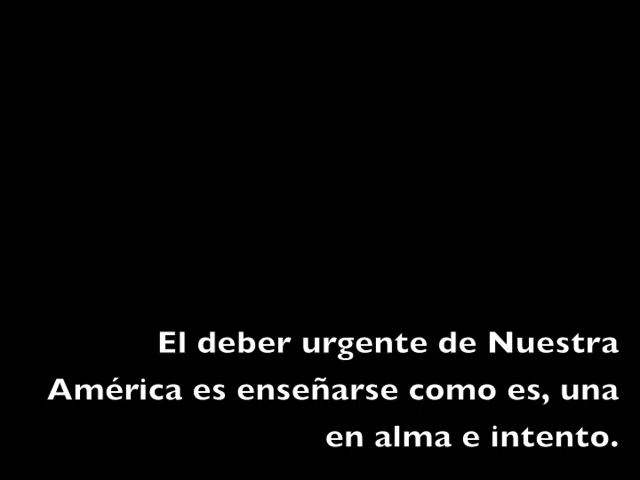 El deber urgente de Nuestra
América es enseñarse como es, una
en alma e intento.